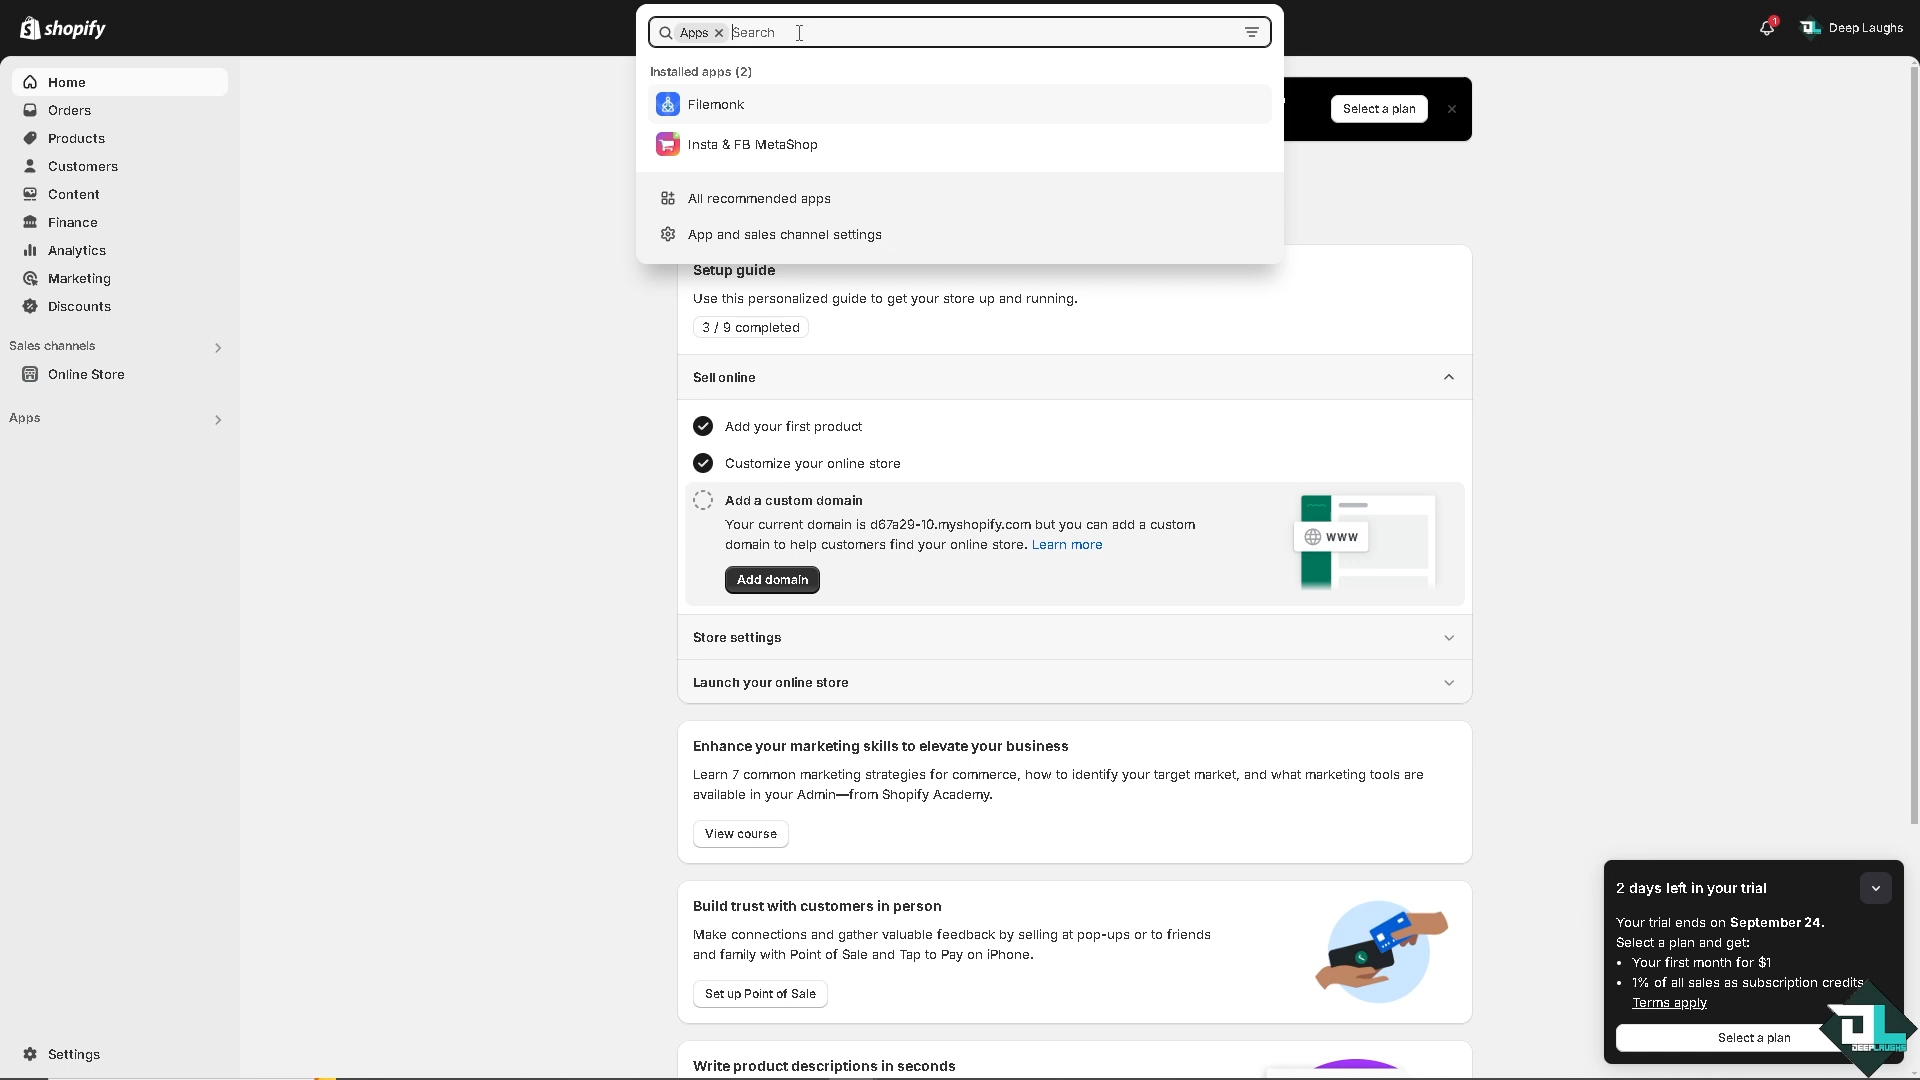 shopify
Apps
Search
1
Deep Laughs
Installed apps (2)
Filemonk
Insta & FB MetaShop
All recommended apps
App and sales channel settings
Select a plan
Home
Orders
Products
Customers
Content
Finance
Analytics
Marketing
Discounts
Sales channels
Online Store
Apps
Settings
Setup guide
Use this personalized guide to get your store up and running.
3 / 9 completed
Sell online
Add your first product
Customize your online store
Add a custom domain
Your current domain is d67a29-10.myshopify.com but you can add a custom
domain to help customers find your online store. Learn more
Add domain
www
Store settings
Launch your online store
Enhance your marketing skills to elevate your business
Learn 7 common marketing strategies for commerce, how to identify your target market, and what marketing tools are
available in your Admin—from Shopify Academy.
View course
Build trust with customers in person
Make connections and gather valuable feedback by selling at pop-ups or to friends
and family with Point of Sale and Tap to Pay on iPhone.
Set up Point of Sale
Write product descriptions in seconds
2 days left in your trial
Your trial ends on September 24.
Select a plan and get:
• Your first month for $1
• 1% of all sales as subscription credits
Terms apply
Select a plan
DL
DEEPLAUGHS